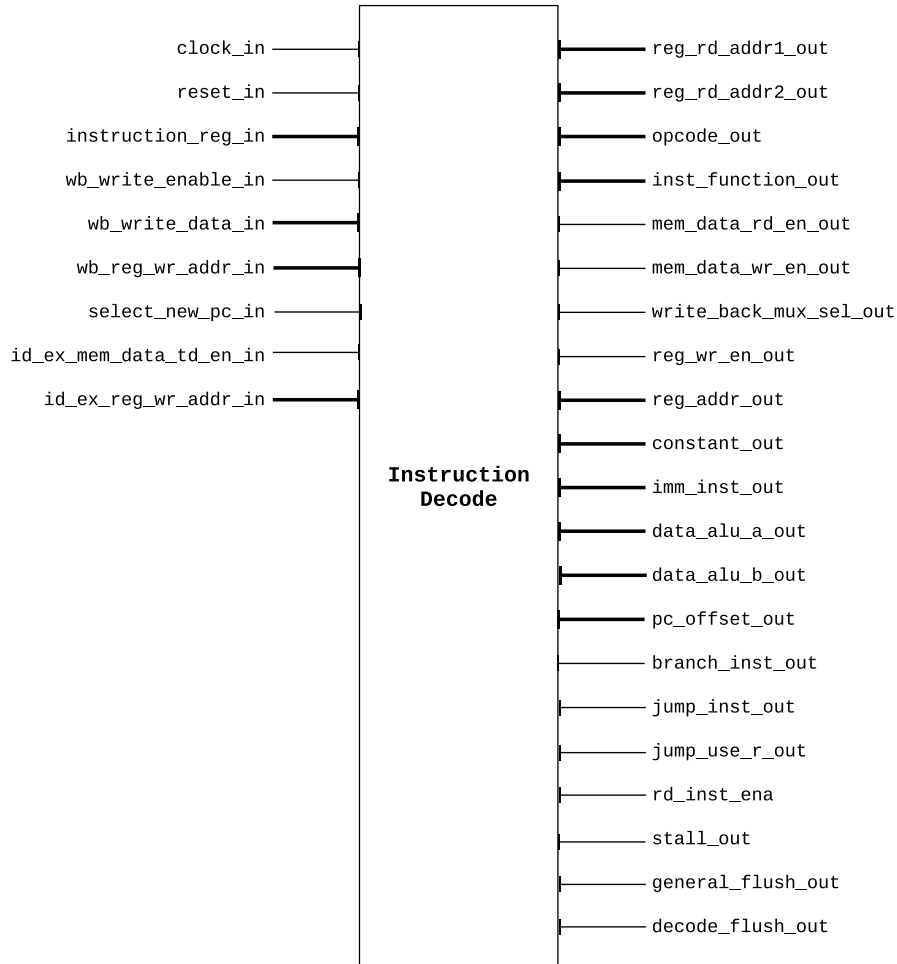 clock_in
reset_in
instruction_reg_in
wb_write_enable_in
wb_write_data_in
wb_reg_wr_addr_in
select_new_pc_in
id_ex_mem_data_td_en_in
id_ex_reg_wr_addr_in
Instruction
Decode
reg_rd_addr1_out
reg_rd_addr2_out
opcode_out
inst_function_out
mem_data_rd_en_out
mem_data_wr_en_out
write_back_mux_sel_out
reg_wr_en_out
reg_addr_out
constant_out
imm_inst_out
data_alu_a_out
data_alu_b_out
pc_offset_out
branch_inst_out
jump_inst_out
jump_use_r_out
rd_inst_ena
stall_out
general_flush_out
decode_flush_out